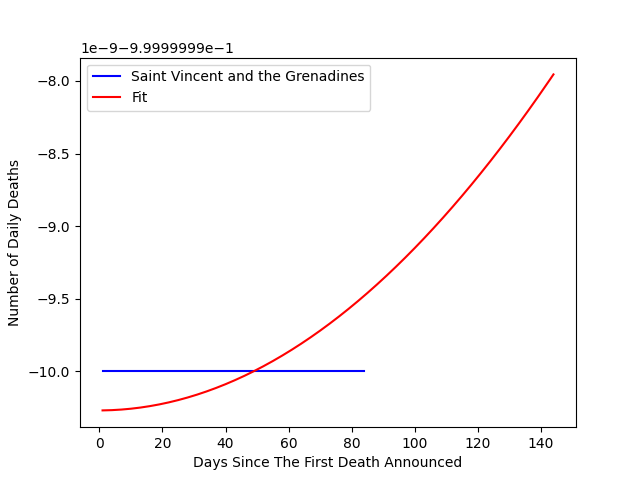 1e−9−9.9999999e−1
Saint Vincent and the Grenadines
Fit
−8.0
−8.5
−9.0
−9.5
−10.0
Number of Daily Deaths
0 20 40 60 80 100 120 140
Days Since The First Death Announced